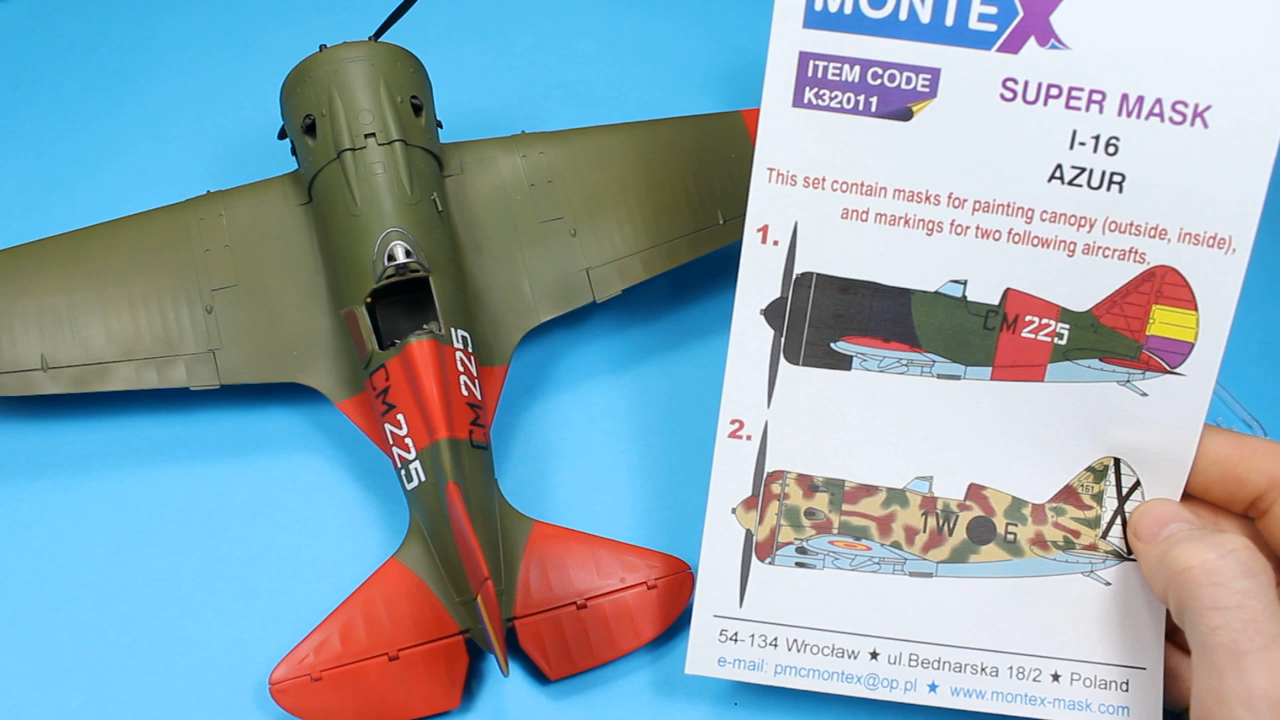 MONTEX
ITEM CODE
K32011
SUPER MASK
I-16
AZUR
This set contain masks for painting canopy (outside, inside),
and markings for two following aircrafts.
1.
CM 225
2.
161
1W 6
54-134 Wrocław ★ ul.Bednarska 18/2 ★ Poland
e-mail: pmcmontex@op.pl ★ www.montex-mask.com
CM 225
CM 225